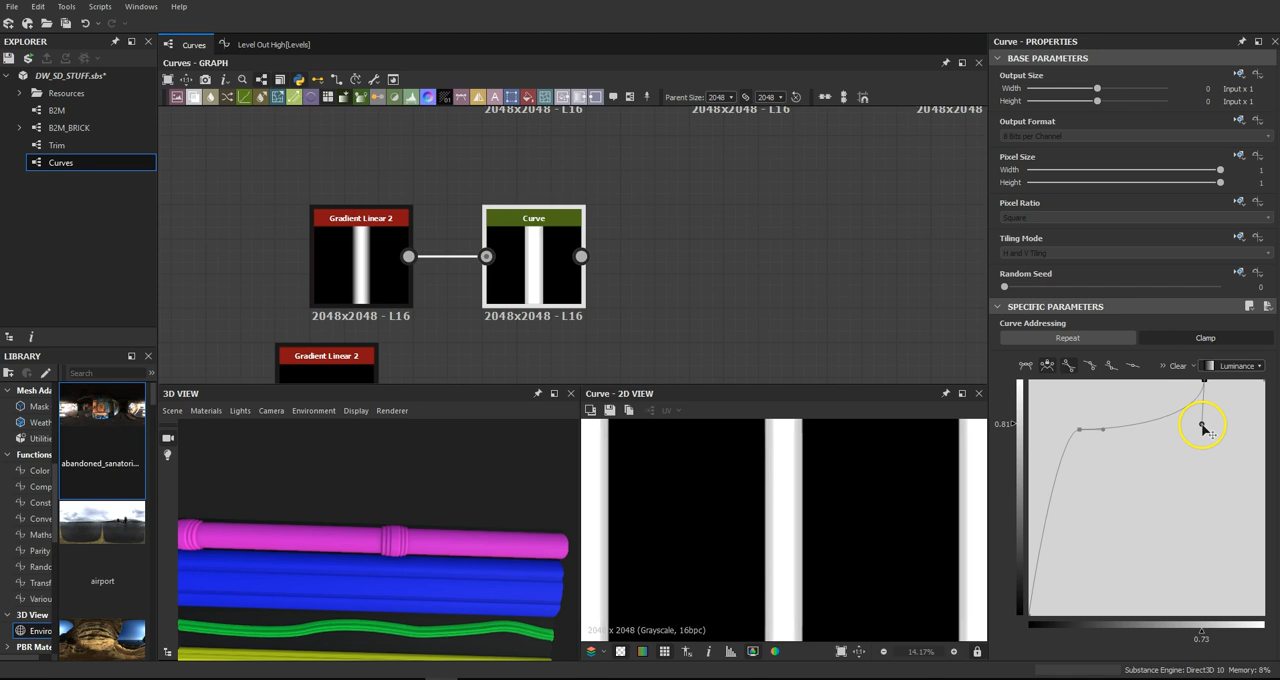 File Edit Tools Scripts Windows Help
EXPLORER
DW_SD_STUFF.sbs*
Resources
B2M
B2M_BRICK
Trim
Curves
LIBRARY
Search
Mesh Ada
Mask
Weath
Utilitie
Functions
Color
Comp
Const
Conve
Maths
Parity
Rando
Transf
Variou
3D View
Enviro
PBR Mate
abandoned_sanatori...
airport
Curves
Level Out High[Levels]
Curves - GRAPH
Parent Size: 2048 2048
2048x2048 - L16
2048x2048 - L16
2048x2048 - L16
Gradient Linear 2
Curve
2048x2048 - L16
2048x2048 - L16
Gradient Linear 2
3D VIEW
Scene Materials Lights Camera Environment Display Renderer
Curve - 2D VIEW
UV
2048 x 2048 (Grayscale, 16bpc)
14.17%
Curve - PROPERTIES
BASE PARAMETERS
Output Size
Width 0 Input x 1
Height 0 Input x 1
Output Format
8 Bits per Channel
Pixel Size
Width 1
Height 1
Pixel Ratio
Square
Tiling Mode
H and V Tiling
Random Seed
0
SPECIFIC PARAMETERS
Curve Addressing
Repeat Clamp
Clear Luminance
0.81
0.73
Substance Engine: Direct3D 10 Memory: 8%